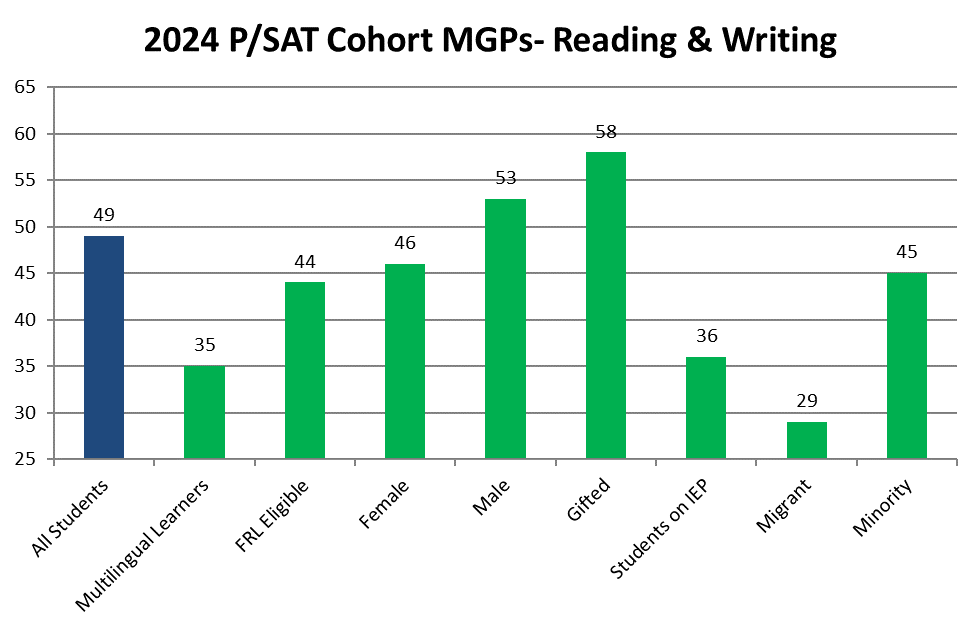 2024 P/SAT Cohort MGPs- Reading & Writing
65
60
55
50
45
40
35
30
25
49
35
44
46
53
58
36
29
45
All Students
Multilingual Learners
FRL Eligible
Female
Male
Gifted
Students on IEP
Migrant
Minority